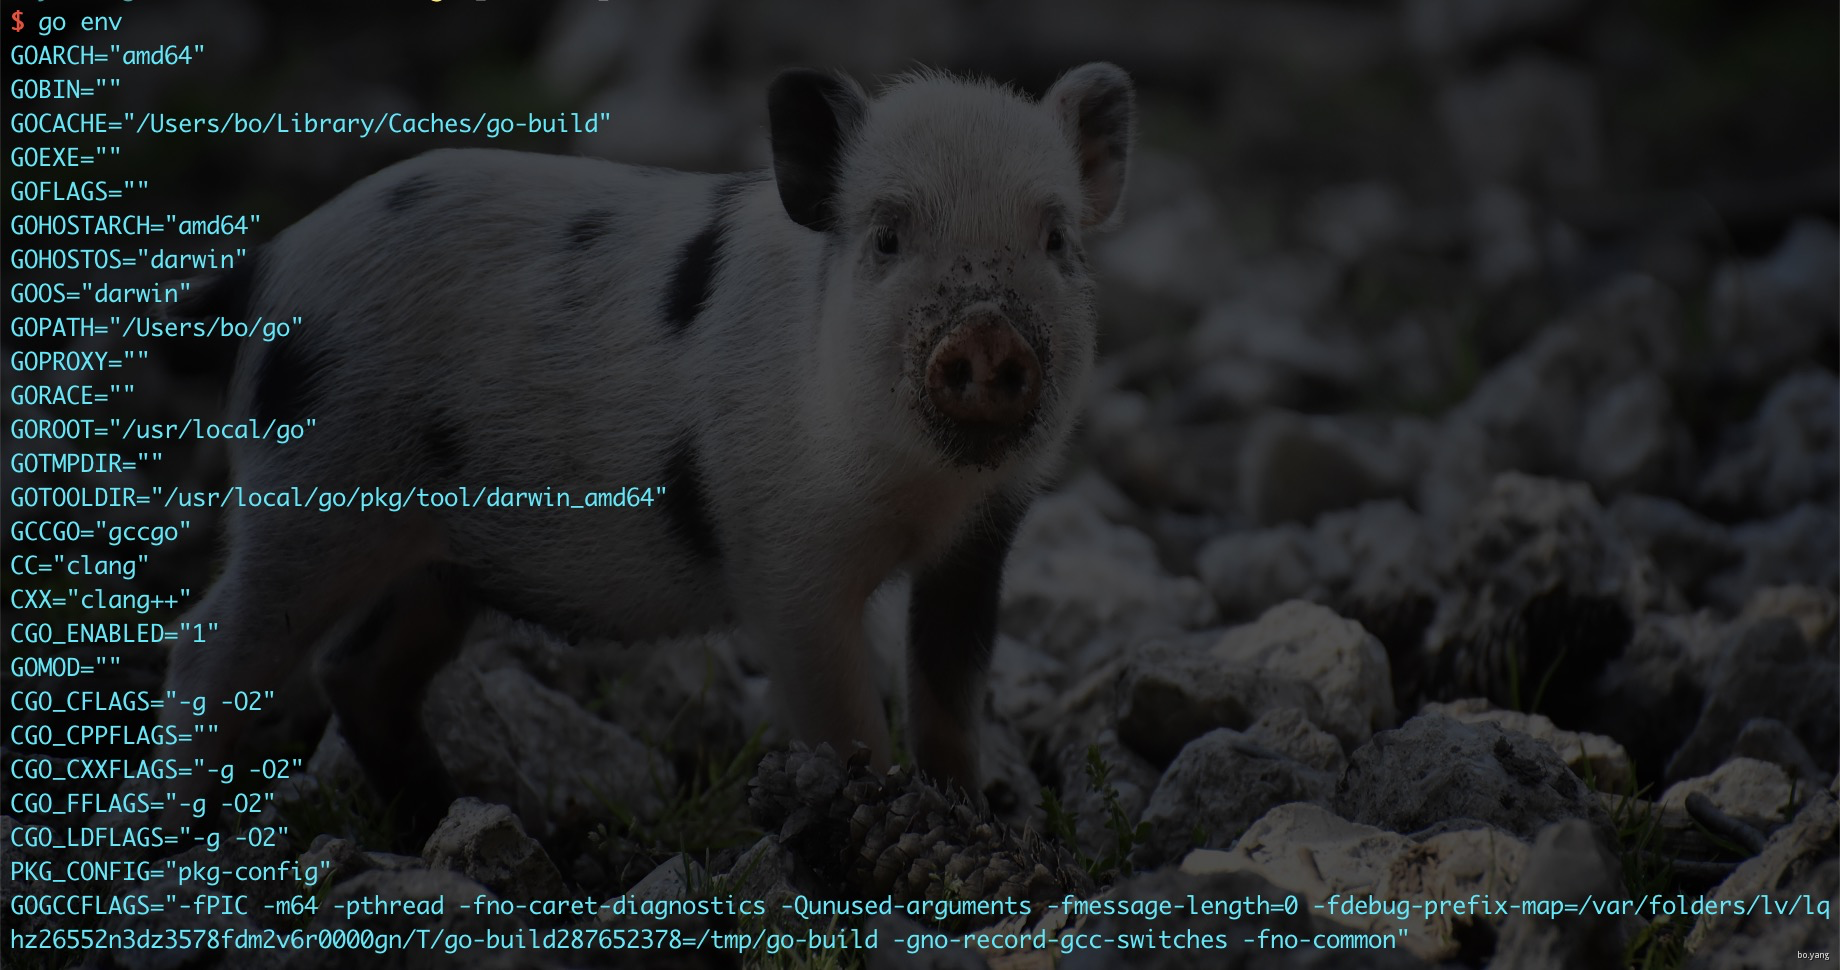 $ go env
GOARCH="amd64"
GOBIN=""
GOCACHE="/Users/bo/Library/Caches/go-build"
GOEXE=""
GOFLAGS=""
GOHOSTARCH="amd64"
GOHOSTOS="darwin"
GOOS="darwin"
GOPATH="/Users/bo/go"
GOPROXY=""
GORACE=""
GOROOT="/usr/local/go"
GOTMPDIR=""
GOTOOLDIR="/usr/local/go/pkg/tool/darwin_amd64"
GCCGO="gccgo"
CC="clang"
CXX="clang++"
CGO_ENABLED="1"
GOMOD=""
CGO_CFLAGS="-g -O2"
CGO_CPPFLAGS=""
CGO_CXXFLAGS="-g -O2"
CGO_FFLAGS="-g -O2"
CGO_LDFLAGS="-g -O2"
PKG_CONFIG="pkg-config"
GOGCCFLAGS="-fPIC -m64 -pthread -fno-caret-diagnostics -Qunused-arguments -fmessage-length=0 -fdebug-prefix-map=/var/folders/lv/lq
hz26552n3dz3578fdm2v6r0000gn/T/go-build287652378=/tmp/go-build -gno-record-gcc-switches -fno-common"
bo.yang